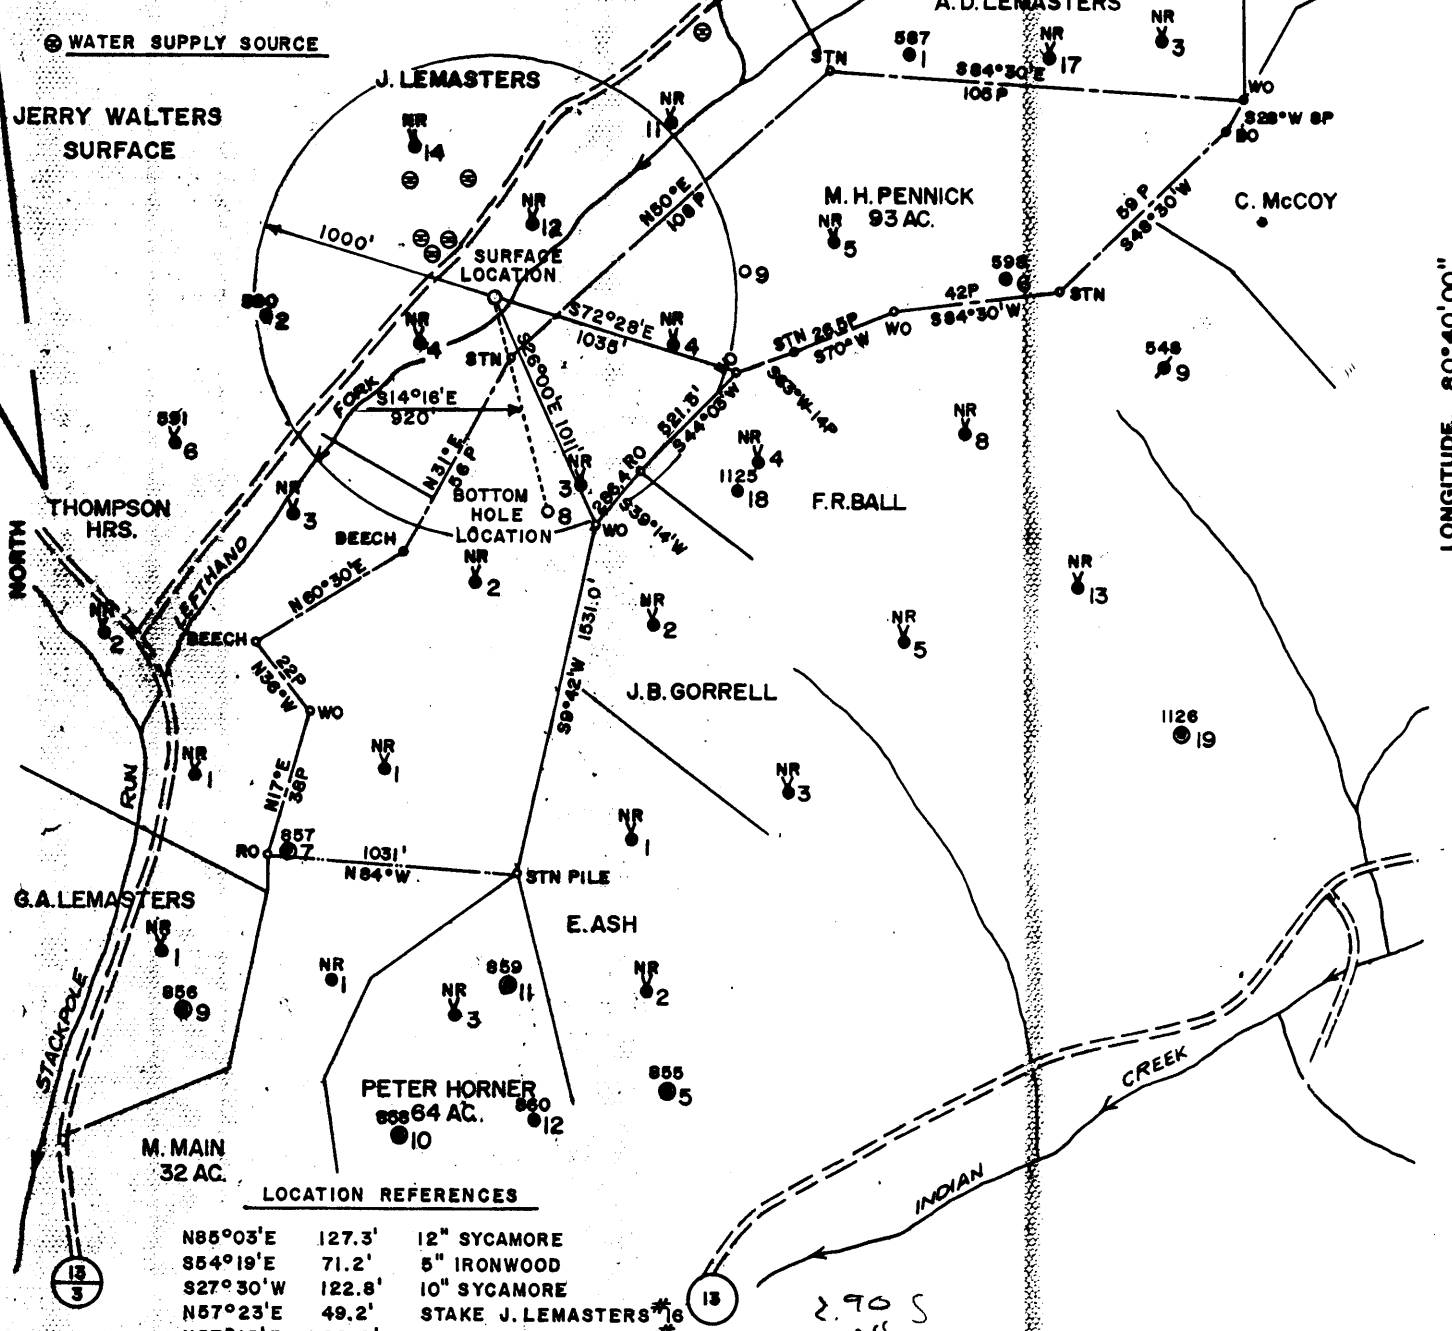 A.D. LEMASTERS
WATER SUPPLY SOURCE
J. LEMASTERS
JERRY WALTERS
SURFACE
NR
14
NR
11
NR
12
STN
587
1
NR
17
NR
3
S84°30'E
105P
WO
S28°W 8P
59 P
S48°30'W
C. McCOY
M. H. PENNICK
93 AC.
NR
5
N50°E
108 P
1000'
SURFACE
LOCATION
9
598
6
STN
42P
S84°30'W
WO
STN 26.5P
S70°W
S63°W-14P
S72°28'E
1035'
NR
4
2
NR
4
STN
S26°00'E 1011'
S14°16'E
920'
FORK
591
6
521.5'
S44°03'W
548
9
NR
8
NR
4
1125
18
F.R. BALL
RO
S39°14'W
N31°E
56 P
BOTTOM
HOLE
LOCATION
8
NR
3
WO
NR
3
THOMPSON
HRS.
NORTH
LONGITUDE 80°40'00"
LEFTHAND
BEECH
N60°30'E
NR
2
NR
2
NR
13
NR
5
NR
2
BEECH
22P
N36°W
WO
S9°42'W 1531.0'
J.B. GORRELL
1126
19
NR
1
NR
1
NR
3
RUN
N17°E
38P
NR
1
RO
857
7
1031'
N84°W
STN PILE
G.A. LEMASTERS
NR
1
E. ASH
856
9
NR
1
859
11
NR
3
NR
2
STACKPOLE
855
5
CREEK
PETER HORNER
64 AC.
10
12
INDIAN
M. MAIN
32 AC.
LOCATION REFERENCES
N85°03'E 127.3' 12" SYCAMORE
S54°19'E 71.2' 5" IRONWOOD
S27°30'W 122.8' 10" SYCAMORE
N57°23'E 49.2' STAKE J. LEMASTERS #16
13
3
13
2.90 S